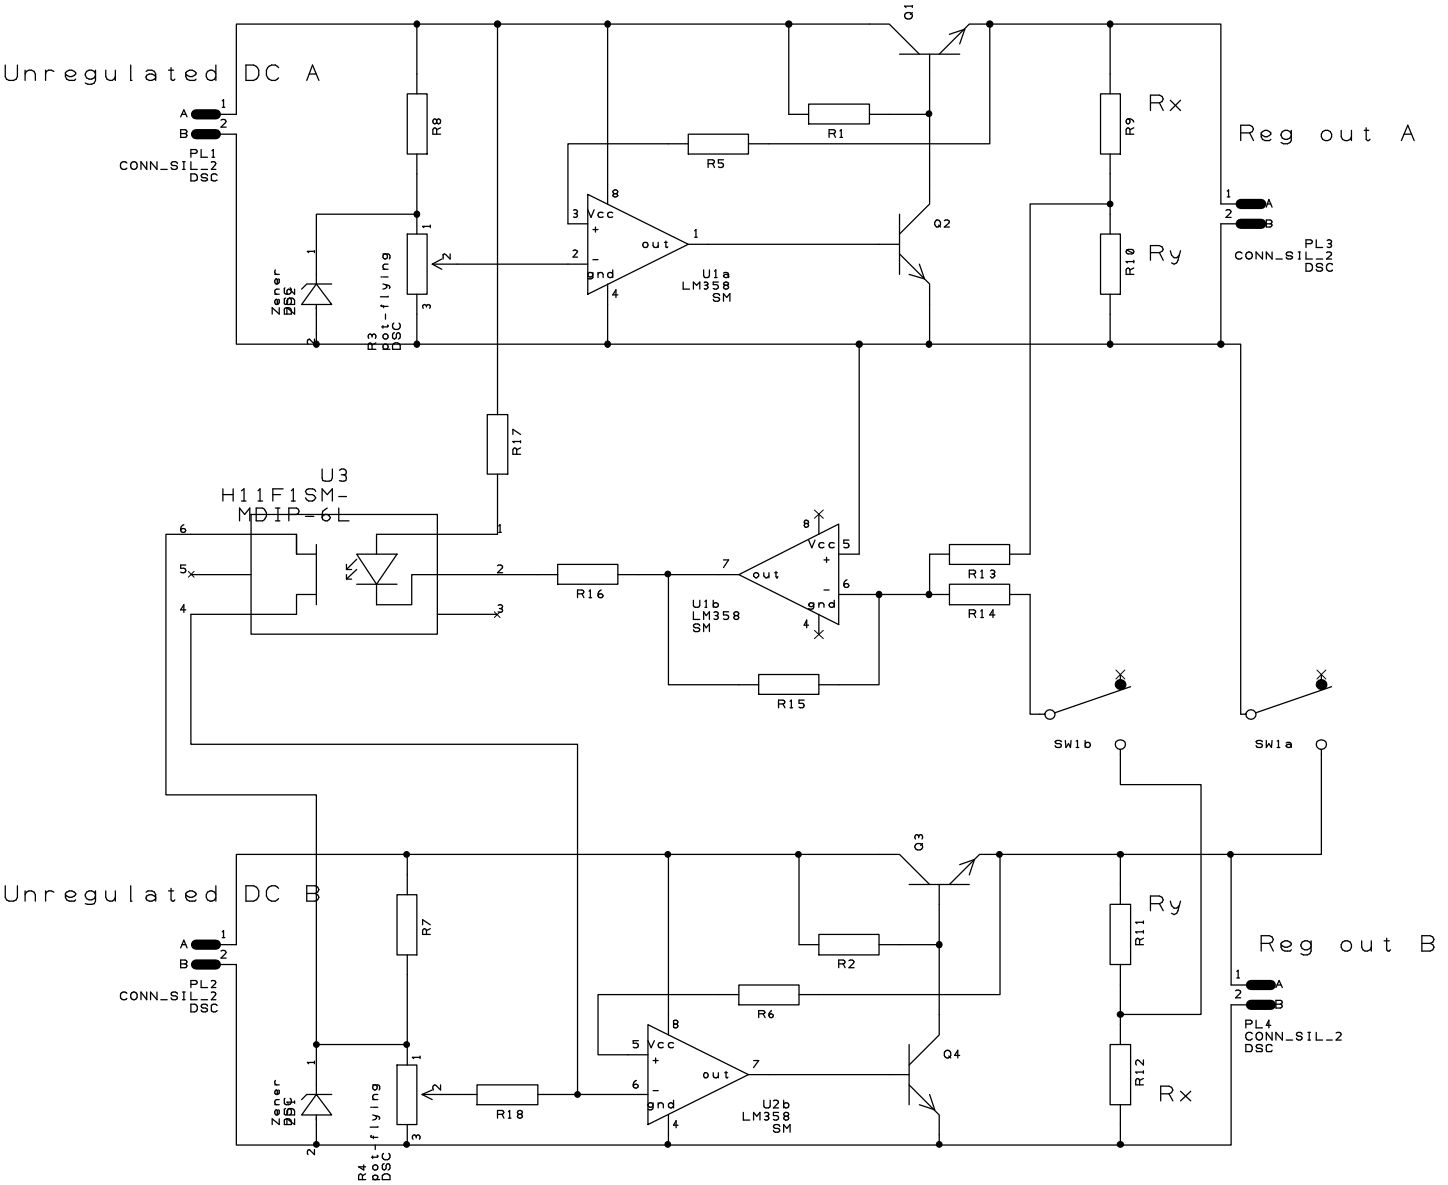 Q1
Unregulated DC A
A 1
B 2
PL1
CONN_SIL_2
DSC
R8
R1
R5
R9
Rx
Reg out A
8
3 Vcc
+
out 1
2 -
gnd
4
U1a
LM358
SM
Q2
R10
Ry
1 A
2 B
PL3
CONN_SIL_2
DSC
1
2
Zener
DSC
1
2
3
R3
pot-flying
DSC
R17
U3
H11F1SM-
MDIP-6L
6
5
4
1
2
3
R16
8
Vcc 5
+
7 out
- 6
gnd
4
U1b
LM358
SM
R13
R14
R15
SW1b
SW1a
Q3
Unregulated DC B
A 1
B 2
PL2
CONN_SIL_2
DSC
R7
R2
R6
Ry
R11
Reg out B
1 A
2 B
PL4
CONN_SIL_2
DSC
8
5 Vcc
+
out 7
6 -
gnd
4
U2b
LM358
SM
Q4
R12
Rx
1
2
Zener
1
2
3
R4
pot-flying
DSC
R18